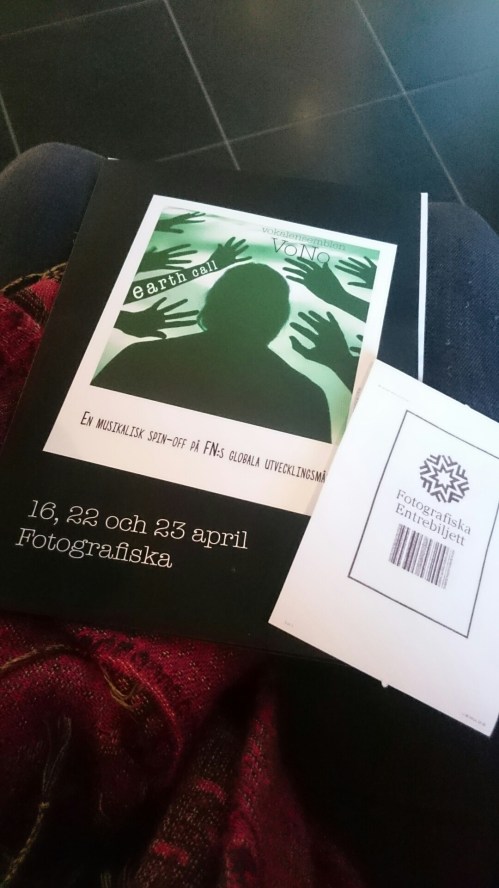 vokalensemblen
VoNo
earth call
EN MUSIKALISK SPIN-OFF PÅ FN:S GLOBALA UTVECKLINGSMÅ
16, 22 och 23 april
Fotografiska
Fotografiska
Entrebiljett